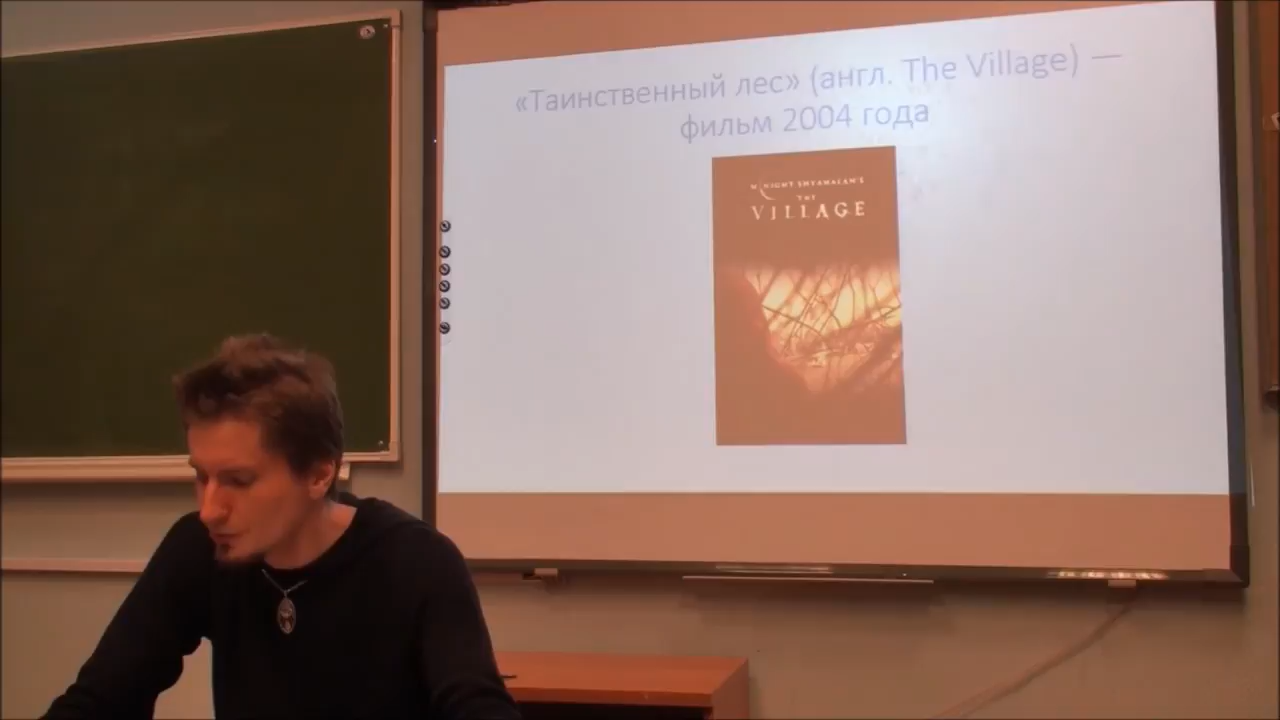 «Таинственный лес» (англ. The Village) —
фильм 2004 года
M. NIGHT SHYAMALAN'S
THE
VILLAGE